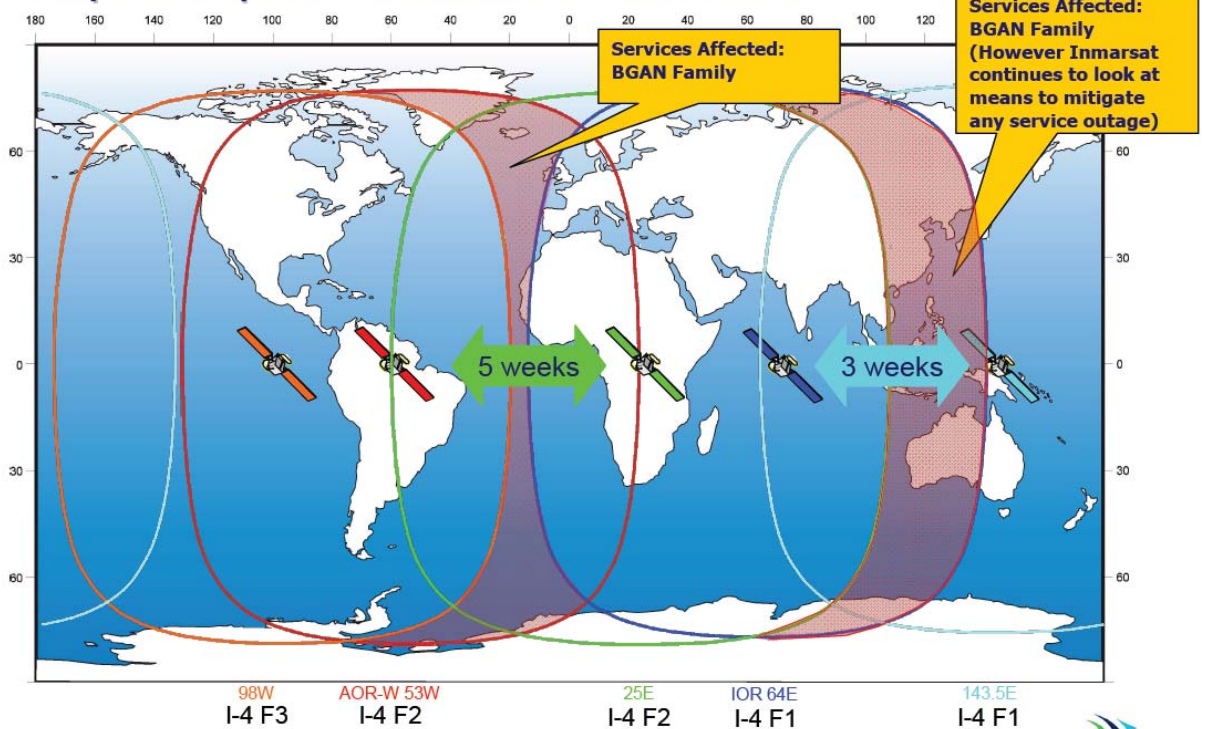 180 160 140 120 100 80 60 40 20 0 20 40 60 80 100 120
Services Affected:
BGAN Family
Services Affected:
BGAN Family
(However Inmarsat
continues to look at
means to mitigate
any service outage)
60 60
30 30
0 0
5 weeks
3 weeks
30 30
60 60
98W AOR-W 53W 25E IOR 64E 143.5E
I-4 F3 I-4 F2 I-4 F2 I-4 F1 I-4 F1